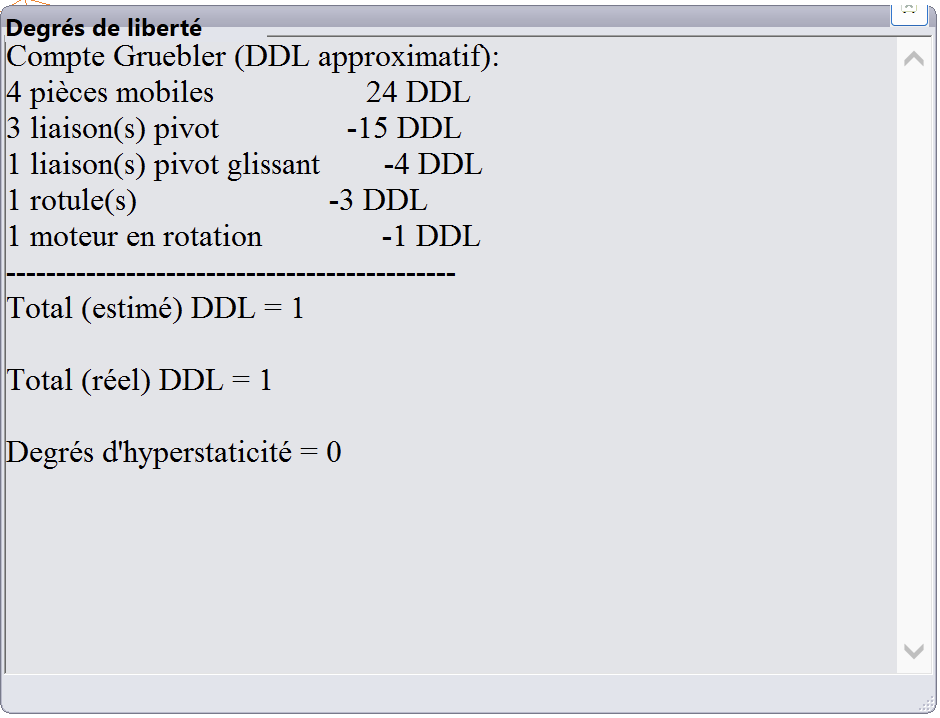 Degrés de liberté
Compte Gruebler (DDL approximatif):
4 pièces mobiles 24 DDL
3 liaison(s) pivot -15 DDL
1 liaison(s) pivot glissant -4 DDL
1 rotule(s) -3 DDL
1 moteur en rotation -1 DDL
---------------------------------------------
Total (estimé) DDL = 1
Total (réel) DDL = 1
Degrés d'hyperstaticité = 0